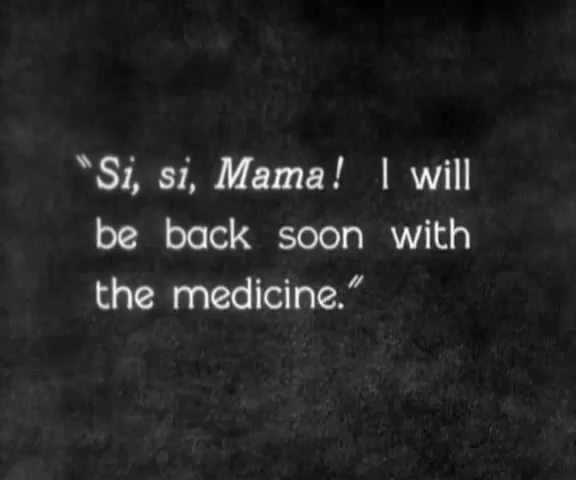 "Si, si, Mama! I will
be back soon with
the medicine."